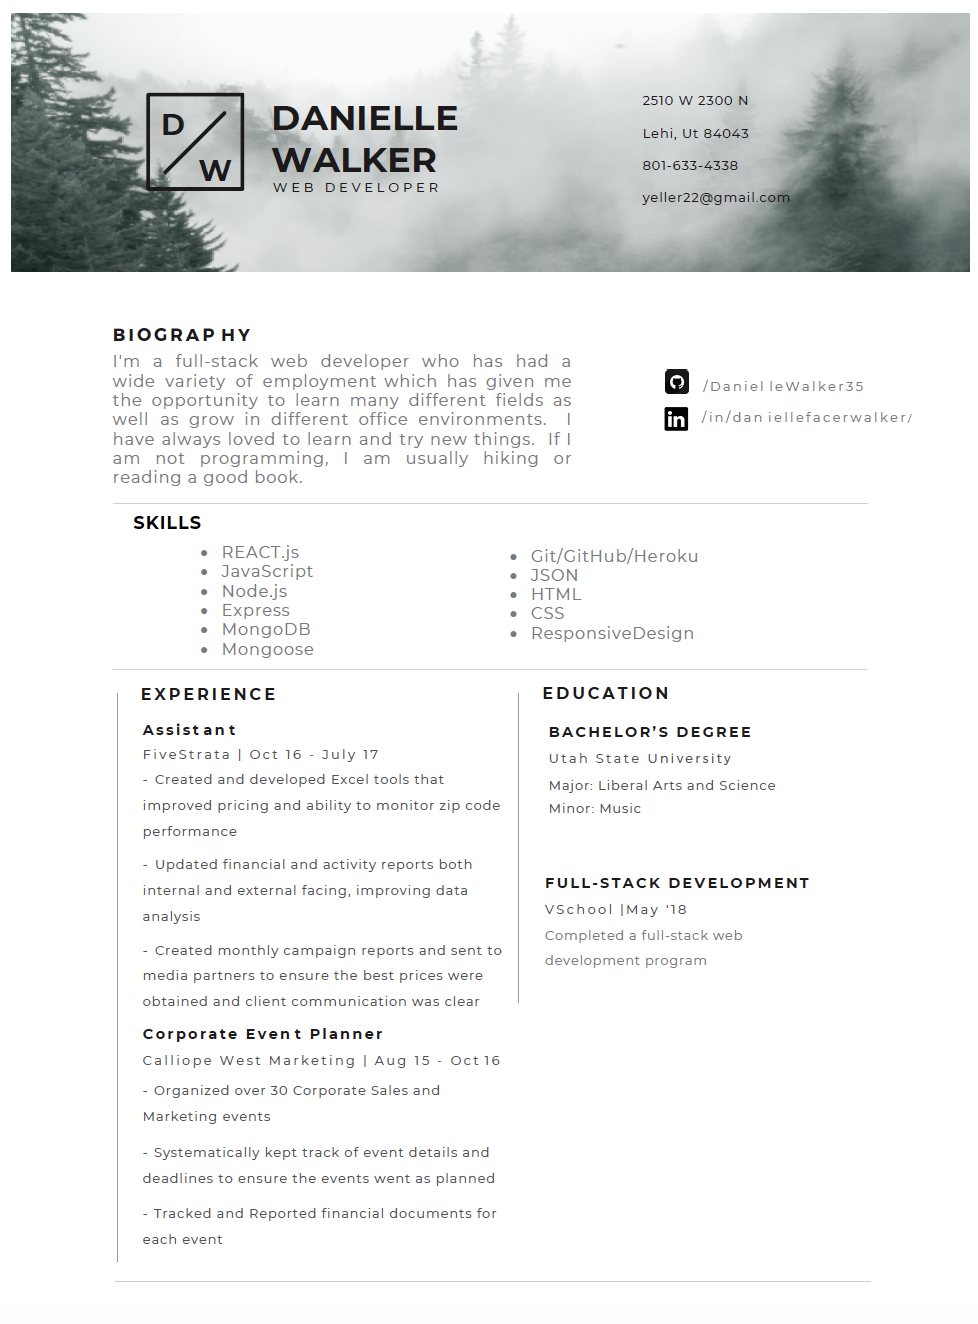 D
W
DANIELLE
WALKER
WEB DEVELOPER
2510 W 2300 N
Lehi, Ut 84043
801-633-4338
yeller22@gmail.com
BIOGRAPHY
I'm a full-stack web developer who has had a
wide variety of employment which has given me
the opportunity to learn many different fields as
well as grow in different office environments. I
have always loved to learn and try new things. If I
am not programming, I am usually hiking or
reading a good book.
/DanielleWalker35
in
/in/daniellefacerwalker/
SKILLS
• REACT.js
• JavaScript
• Node.js
• Express
• MongoDB
• Mongoose
• Git/GitHub/Heroku
• JSON
• HTML
• CSS
• ResponsiveDesign
EXPERIENCE
Assistant
FiveStrata | Oct 16 - July 17
- Created and developed Excel tools that
improved pricing and ability to monitor zip code
performance
- Updated financial and activity reports both
internal and external facing, improving data
analysis
- Created monthly campaign reports and sent to
media partners to ensure the best prices were
obtained and client communication was clear
Corporate Event Planner
Calliope West Marketing | Aug 15 - Oct 16
- Organized over 30 Corporate Sales and
Marketing events
- Systematically kept track of event details and
deadlines to ensure the events went as planned
- Tracked and Reported financial documents for
each event
EDUCATION
BACHELOR’S DEGREE
Utah State University
Major: Liberal Arts and Science
Minor: Music
FULL-STACK DEVELOPMENT
VSchool |May '18
Completed a full-stack web
development program